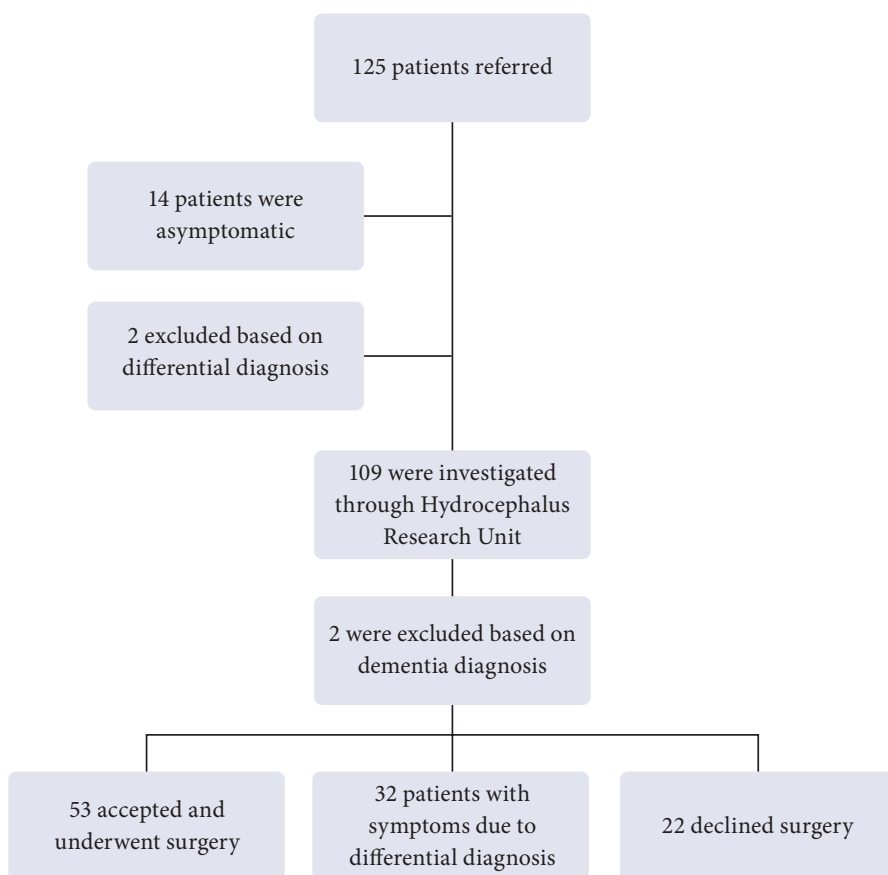 125 patients referred
14 patients were
asymptomatic
2 excluded based on
differential diagnosis
109 were investigated
through Hydrocephalus
Research Unit
2 were excluded based on
dementia diagnosis
53 accepted and
underwent surgery
32 patients with
symptoms due to
differential diagnosis
22 declined surgery